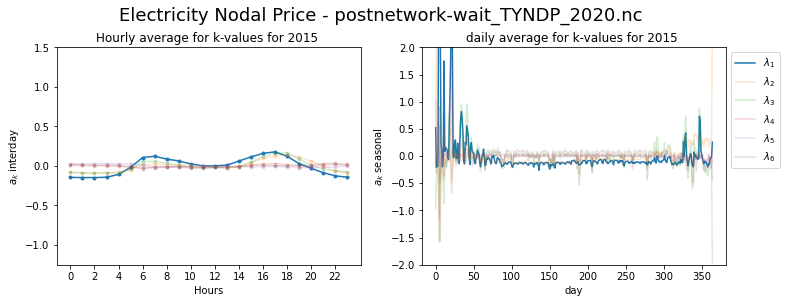 Electricity Nodal Price - postnetwork-wait_TYNDP_2020.nc
Hourly average for k-values for 2015
daily average for k-values for 2015
1.5
1.0
0.5
0.0
−0.5
−1.0
a_k interday
0 2 4 6 8 10 12 14 16 18 20 22
Hours
2.0
1.5
1.0
0.5
0.0
−0.5
−1.0
−1.5
−2.0
a_k seasonal
0 50 100 150 200 250 300 350
day
λ₁
λ₂
λ₃
λ₄
λ₅
λ₆